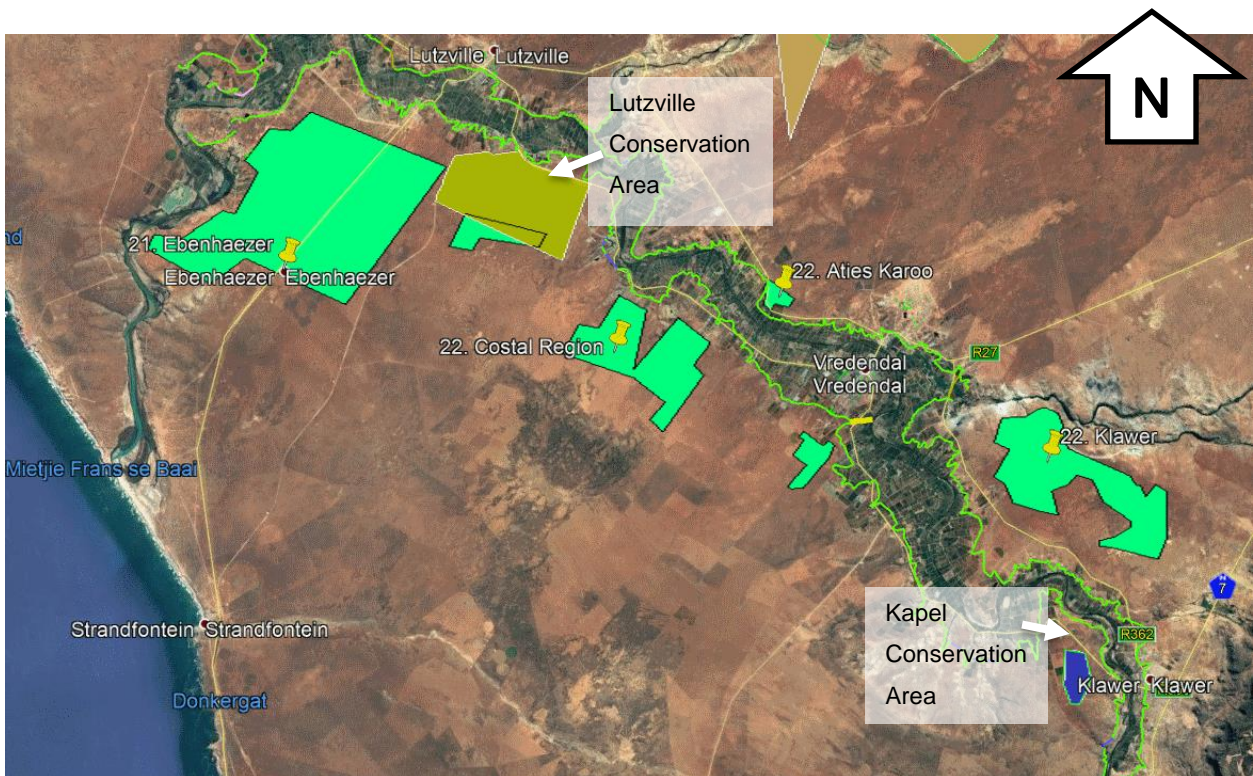 N
Lutzville Lutzville
Lutzville
Conservation
Area
21. Ebenhaezer
Ebenhaezer Ebenhaezer
22. Aties Karoo
22. Costal Region
R27
Vredendal
Vredendal
22. Klawer
Mietjie Frans se Baai
N
7
Kapel
Conservation
Area
R362
Strandfontein Strandfontein
Klawer Klawer
Donkergat